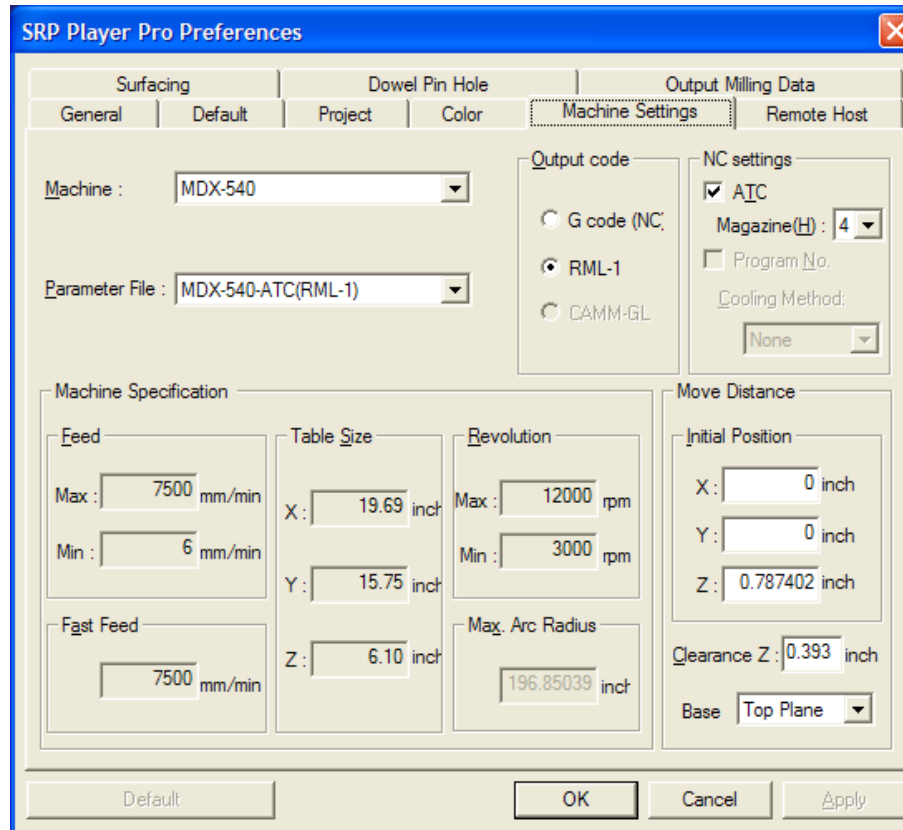 SRP Player Pro Preferences
Surfacing Dowel Pin Hole Output Milling Data
General Default Project Color Machine Settings Remote Host
Machine : MDX-540
Parameter File : MDX-540-ATC(RML-1)
Output code
G code (NC)
RML-1
CAMM-GL
NC settings
ATC
Magazine(H) : 4
Program No.
Cooling Method:
None
Machine Specification
Feed
Max : 7500 mm/min
Min : 6 mm/min
Fast Feed
7500 mm/min
Table Size
X : 19.69 inch
Y : 15.75 inch
Z : 6.10 inch
Revolution
Max : 12000 rpm
Min : 3000 rpm
Max. Arc Radius
196.85039 inch
Move Distance
Initial Position
X : 0 inch
Y : 0 inch
Z : 0.787402 inch
Clearance Z : 0.393 inch
Base Top Plane
Default OK Cancel Apply